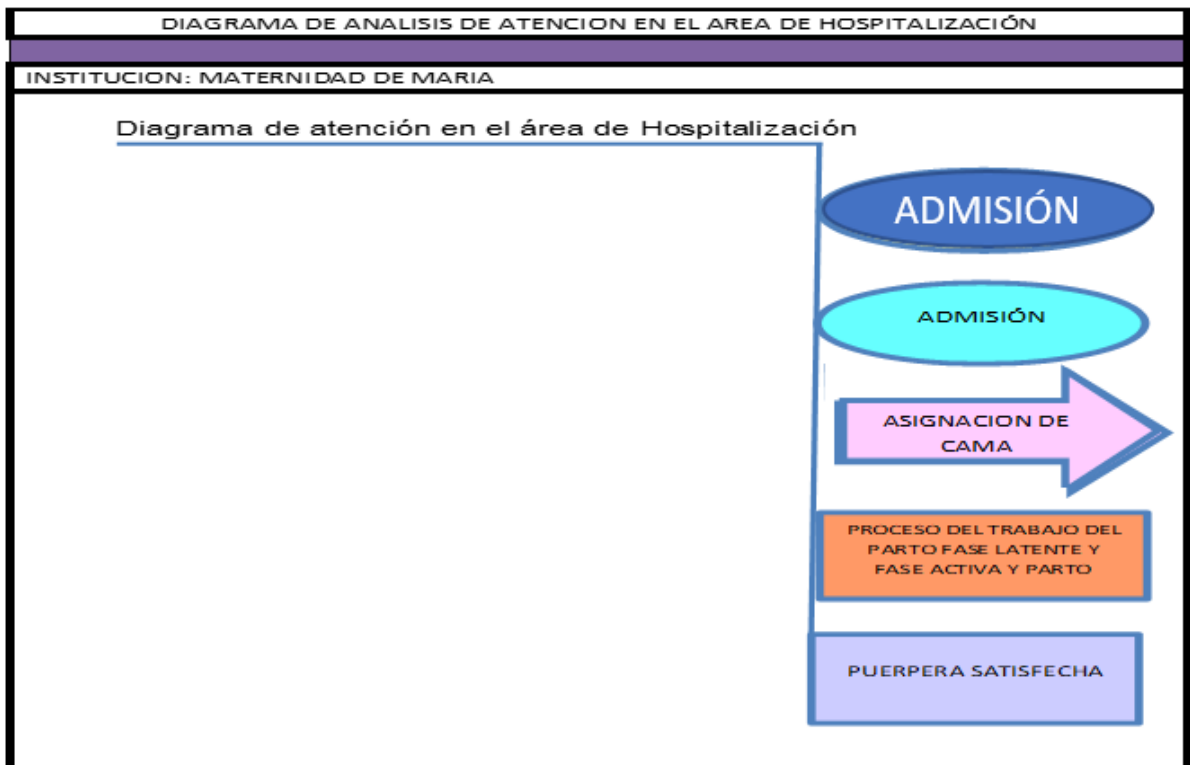 DIAGRAMA DE ANALISIS DE ATENCION EN EL AREA DE HOSPITALIZACIÓN
INSTITUCION: MATERNIDAD DE MARIA
Diagrama de atención en el área de Hospitalización
ADMISIÓN
ADMISIÓN
ASIGNACION DE
CAMA
PROCESO DEL TRABAJO DEL
PARTO FASE LATENTE Y
FASE ACTIVA Y PARTO
PUERPERA SATISFECHA